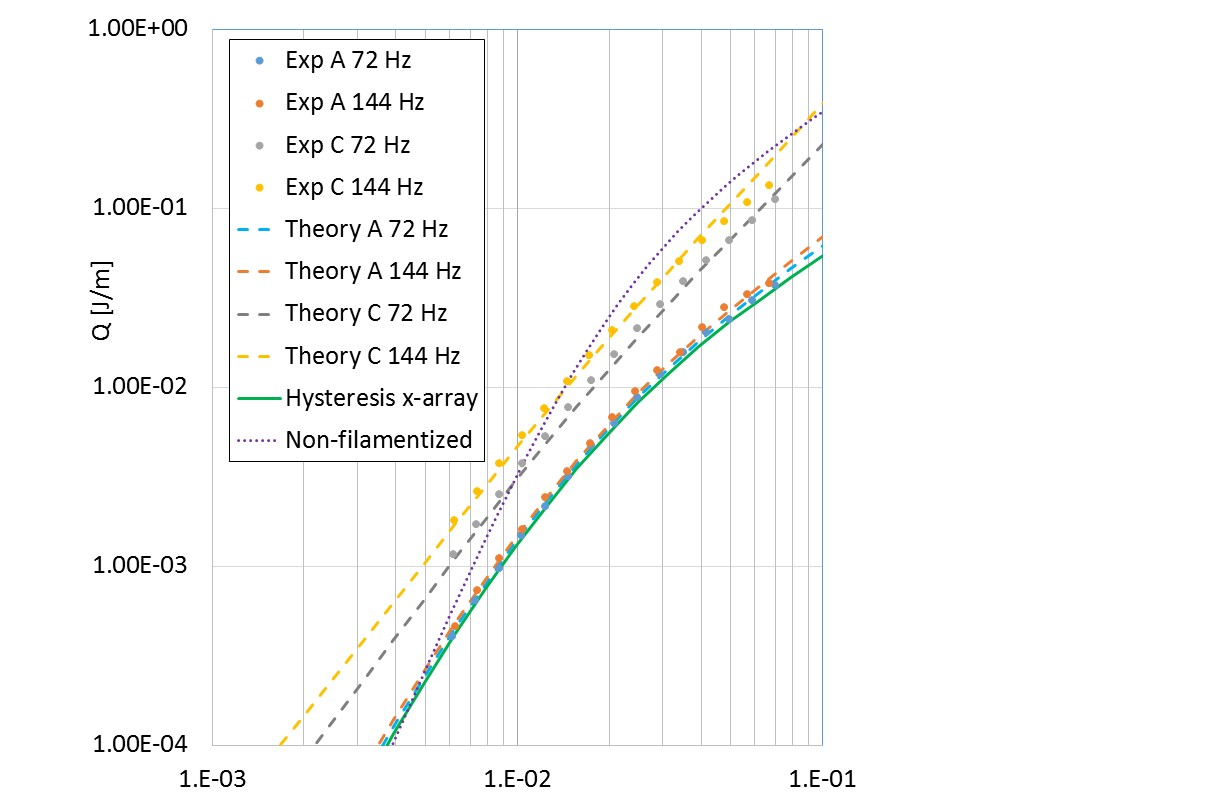 1.00E+00
Exp A 72 Hz
Exp A 144 Hz
Exp C 72 Hz
Exp C 144 Hz
1.00E-01
Theory A 72 Hz
Theory A 144 Hz
Q [J/m]
Theory C 72 Hz
Theory C 144 Hz
1.00E-02
Hysteresis x-array
Non-filamentized
1.00E-03
1.00E-04
1.E-03 1.E-02 1.E-01